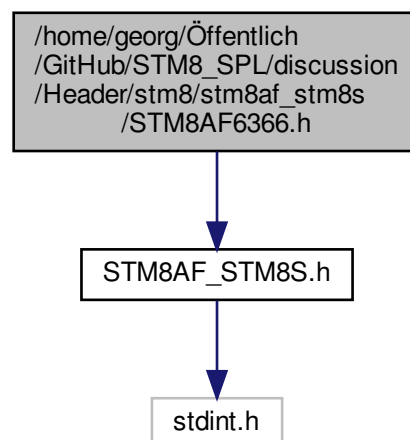 /home/georg/Öffentlich
/GitHub/STM8_SPL/discussion
/Header/stm8/stm8af_stm8s
/STM8AF6366.h
STM8AF_STM8S.h
stdint.h